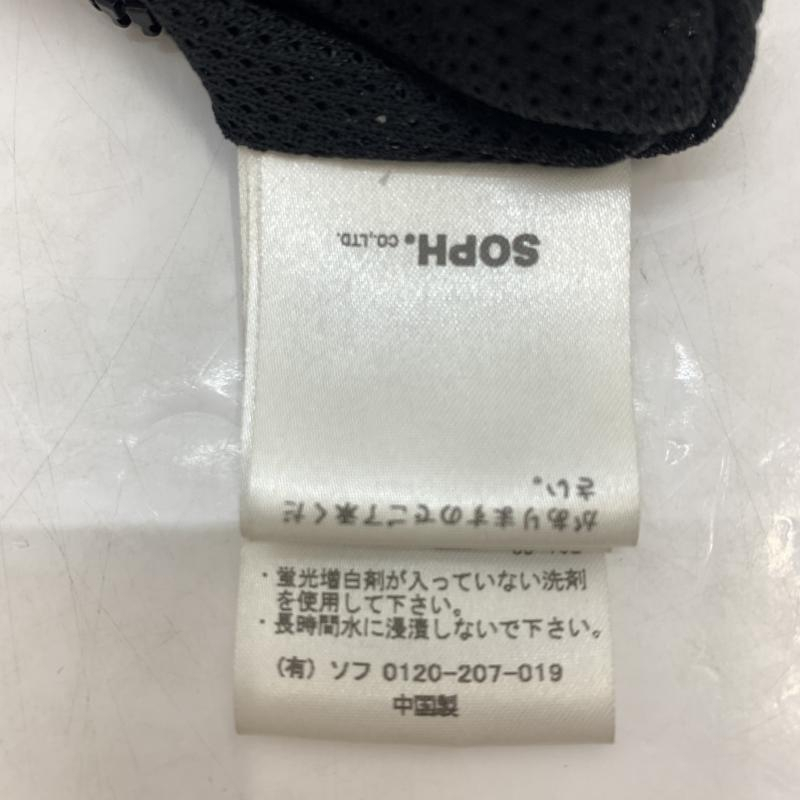 SOPH. CO.,LTD.
がありますのでご了承くだ
さい。
・蛍光増白剤が入っていない洗剤
を使用して下さい。
・長時間水に浸漬しないで下さい。
(有) ソフ 0120-207-019
中国製